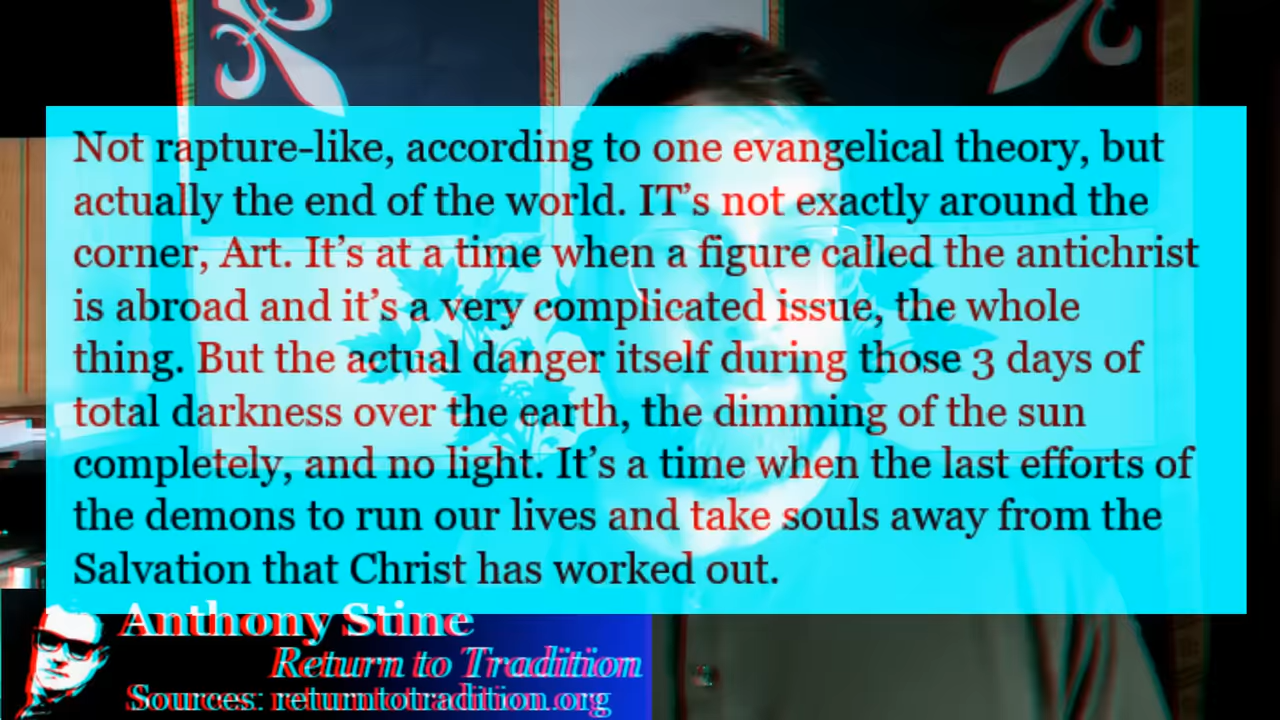 Not rapture-like, according to one evangelical theory, but
actually the end of the world. IT’s not exactly around the
corner, Art. It’s at a time when a figure called the antichrist
is abroad and it’s a very complicated issue, the whole
thing. But the actual danger itself during those 3 days of
total darkness over the earth, the dimming of the sun
completely, and no light. It’s a time when the last efforts of
the demons to run our lives and take souls away from the
Salvation that Christ has worked out.
Anthony Stine
Return to Tradition
Sources: returntotradition.org